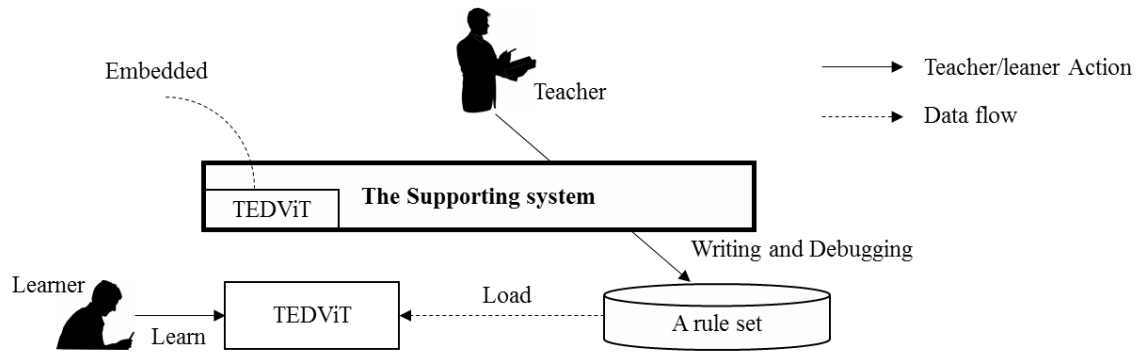 Embedded
Teacher
Teacher/leaner Action
Data flow
The Supporting system
TEDViT
Writing and Debugging
Learner
Learn
TEDViT
Load
A rule set